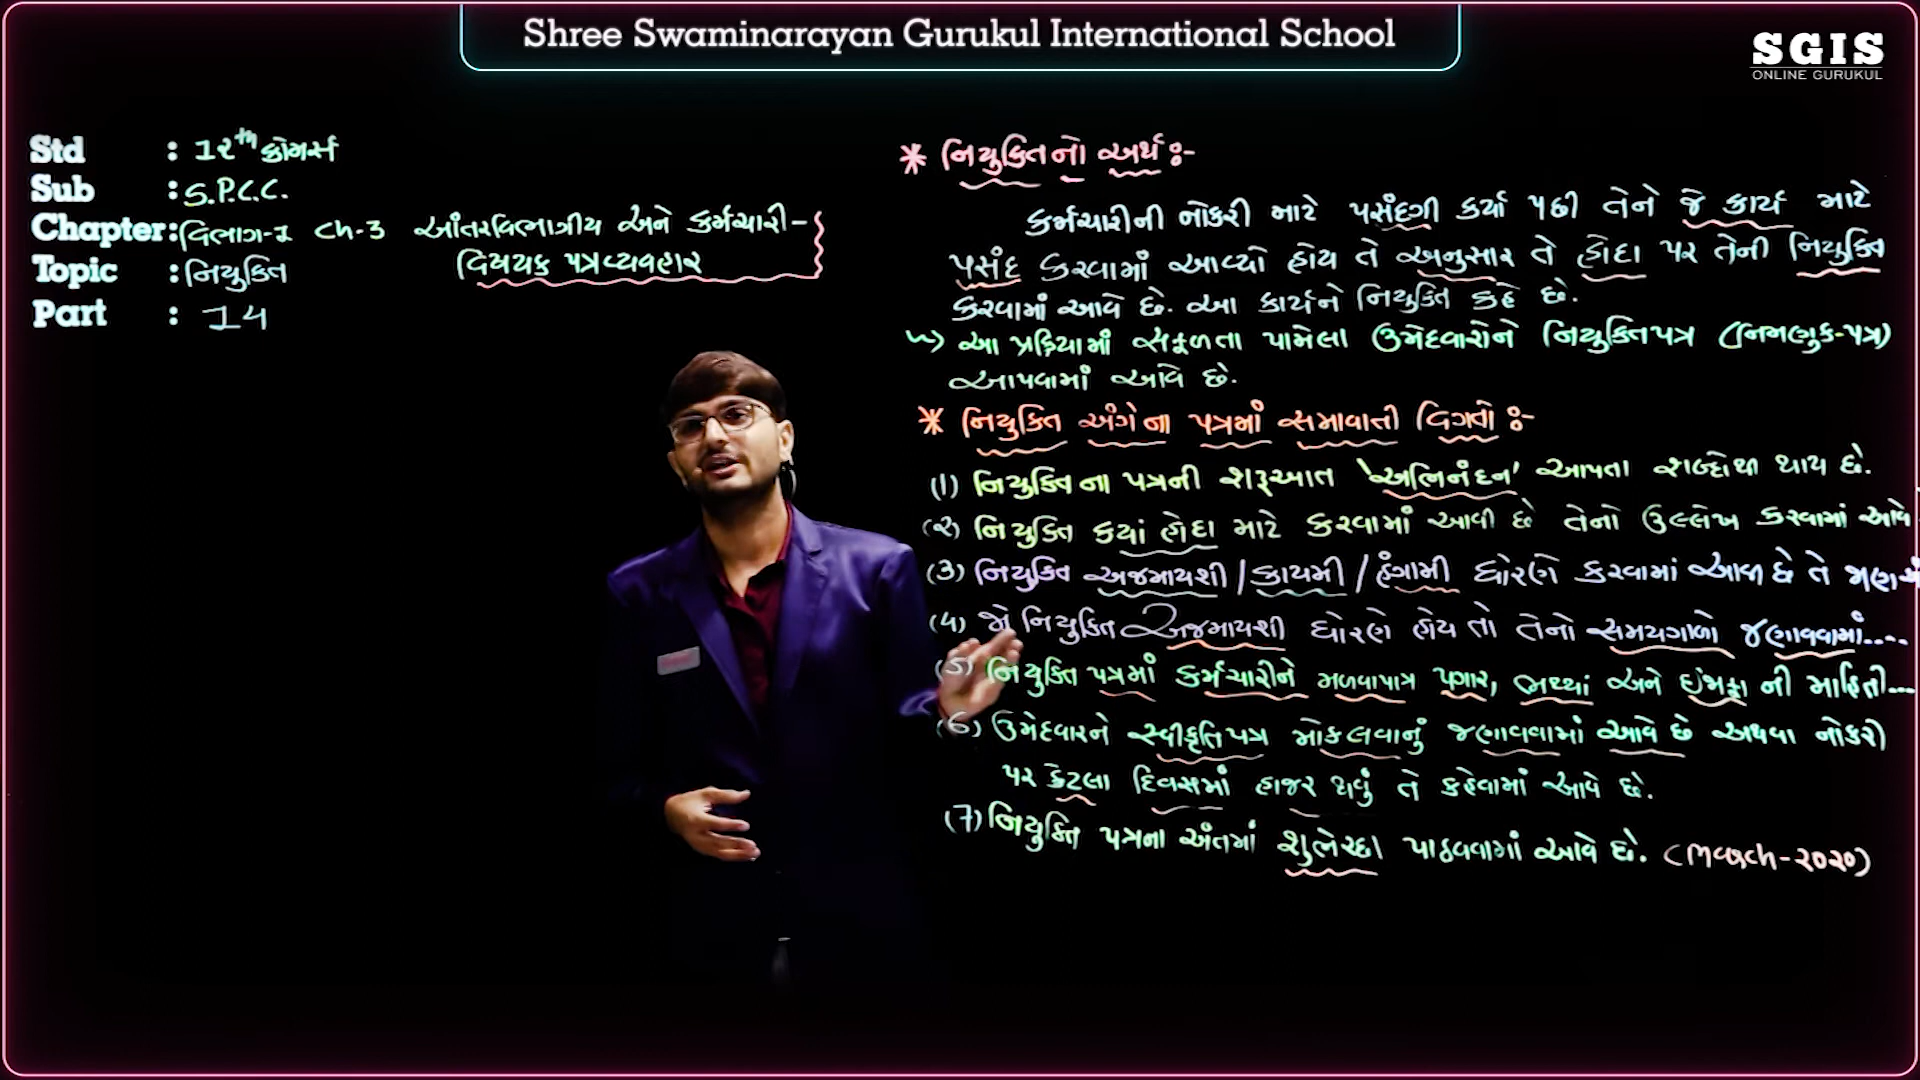 Shree Swaminarayan Gurukul International School
SGIS
ONLINE GURUKUL
Std : 12th કોમર્સ
Sub : S.P.C.C.
Chapter : વિભાગ-1 Ch-3 આંતરવિભાગીય અને કર્મચારી-
વિષયક પત્રવ્યવહાર
Topic : નિયુક્તિ
Part : 14
* નિયુક્તિનો અર્થ :-
કર્મચારીની નોકરી માટે પસંદગી કર્યા પછી તેને જે કાર્ય માટે
પસંદ કરવામાં આવ્યો હોય તે અનુસાર તે હોદા પર તેની નિયુક્તિ
કરવામાં આવે છે. આ કાર્યને નિયુક્તિ કહે છે.
આ પ્રક્રિયામાં સફળતા પામેલા ઉમેદવારોને નિયુક્તિપત્ર (નિમણુક-પત્ર)
આપવામાં આવે છે.
* નિયુક્તિ અંગેના પત્રમાં સમાવાતી વિગતો :-
(1) નિયુક્તિના પત્રની શરૂઆત 'અભિનંદન' આપતા શબ્દોથી થાય છે.
(૨) નિયુક્તિ કયાં હોદા માટે કરવામાં આવી છે તેનો ઉલ્લેખ કરવામાં આવે
(3) નિયુક્તિ અજમાયશી / કાયમી / હંગામી ધોરણે કરવામાં આવી છે તે
(4) જો નિયુક્તિ અજમાયશી ધોરણે હોય તો તેનો સમયગાળો જણાવવામાં....
(5) નિયુક્તિ પત્રમાં કર્મચારીને મળવાપાત્ર પગાર, ભથ્થાં અને ઇજાફા ની માહિતી...
(6) ઉમેદવારને સ્વીકૃતિપત્ર મોકલવાનું જણાવવામાં આવે છે અથવા નોકરી
પર કેટલા દિવસમાં હાજર થવું તે કહેવામાં આવે છે.
(7) નિયુક્તિ પત્રના અંતમાં શુભેચ્છા પાઠવવામાં આવે છે. (March-૨૦૨૦)